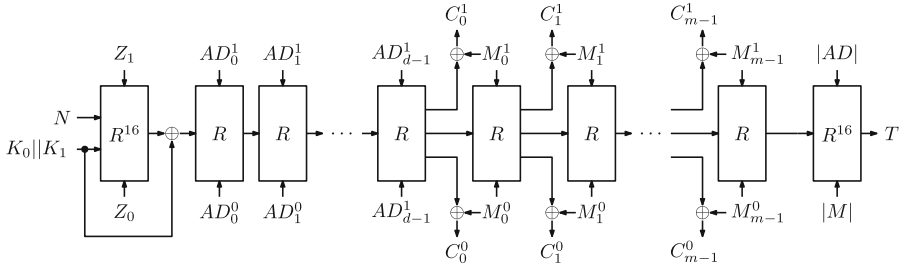 C_0^1 C_1^1 C_{m-1}^1
Z_1 AD_0^1 AD_1^1 AD_{d-1}^1 M_0^1 M_1^1 M_{m-1}^1 |AD|
N
R^{16} R R ··· R R R ··· R R^{16} T
K_0||K_1
Z_0 AD_0^0 AD_1^0 AD_{d-1}^1 M_0^0 M_1^0 M_{m-1}^0 |M|
C_0^0 C_1^0 C_{m-1}^0